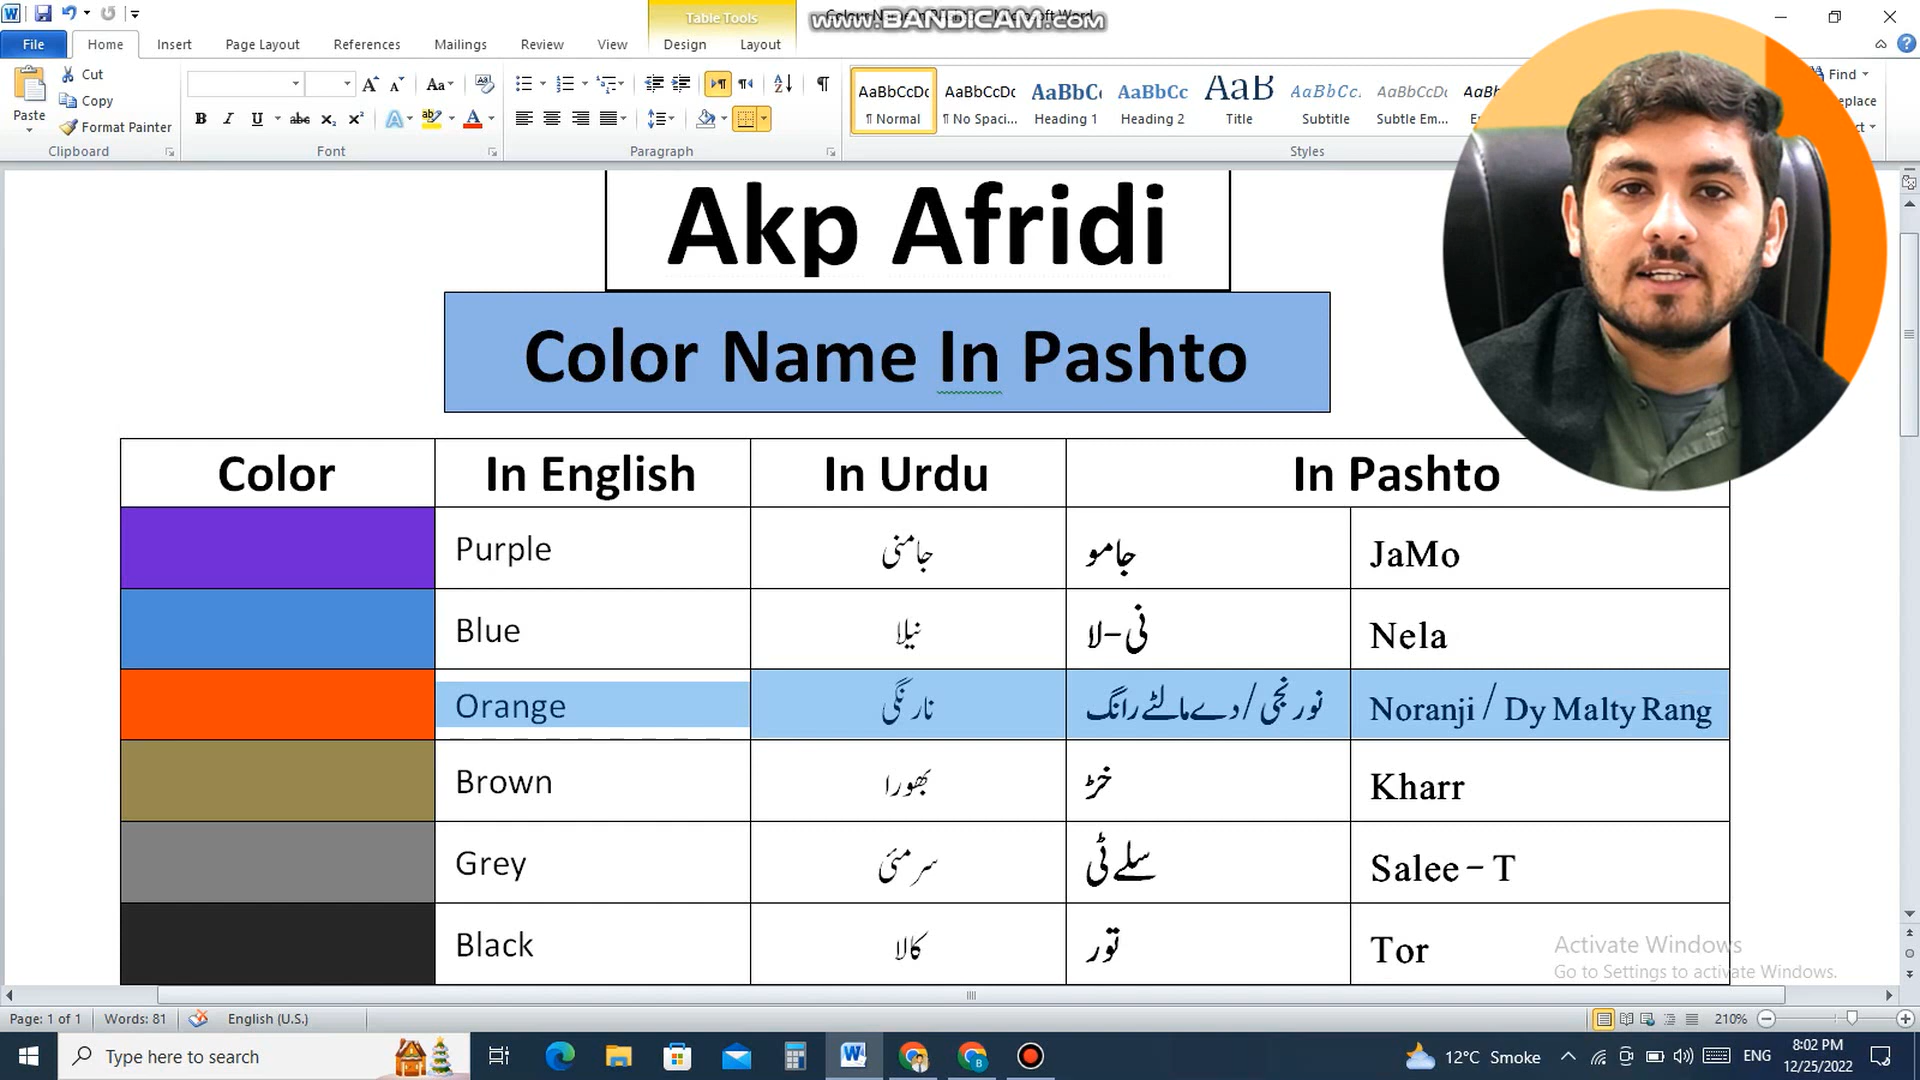 Table Tools
www.BANDICAM.com
File Home Insert Page Layout References Mailings Review View Design Layout
Paste
Cut
Copy
Format Painter
AaBbCcDc AaBbCcDc AaBbC AaBbCc AaB AaBbCc. AaBbCcDc
¶ Normal ¶ No Spaci... Heading 1 Heading 2 Title Subtitle Subtle Em...
Find
Clipboard Font Paragraph Styles
Akp Afridi
Color Name In Pashto
Color In English In Urdu In Pashto
Purple جامنی جامو JaMo
Blue نیلا نی-لا Nela
Orange نارنگی نورنجی/دے مالٹے رانگ Noranji / Dy Malty Rang
Brown بھورا خڑ Kharr
Grey سرمئی سلے ٹی Salee – T
Black کالا تور Tor
Activate Windows
Go to Settings to activate Windows.
Page: 1 of 1 Words: 81 English (U.S.) 210%
Type here to search
12°C Smoke ENG
8:02 PM
12/25/2022